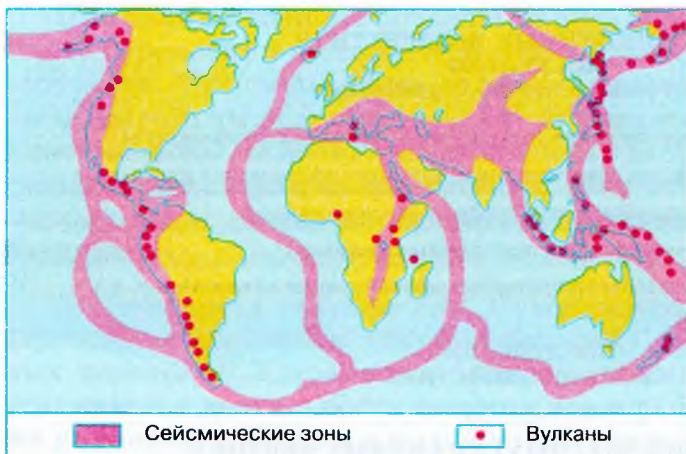 Сейсмические зоны
Вулканы